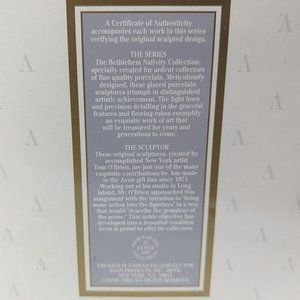 A Certificate of Authenticity
accompanies each work in this series
verifying the original sculpted design.
THE SERIES
The Bethlehem Nativity Collection:
specially created for ardent collectors
of fine quality porcelain. Meticulously
designed, these glazed porcelain
sculptures triumph in distinguished
artistic achievement. The light hues
and precision detailing in the graceful
features and flowing robes exemplify
an exquisite work of art that
will be treasured for years and
generations to come.
THE SCULPTOR
These original sculptures, created by
accomplished New York artist
Tom O'Brien, are just one of the many
exquisite contributions he has made
to the Avon gift line since 1971.
Working out of his studio in Long
Island, Mr. O'Brien approached this
assignment with the intention to "bring
some action into the figures" in a way
that would "describe the grandeur of
the scene." That noble objective has
developed into a beautiful rendition
Avon is proud to offer its collectors.
AVON
CREATED IN TAIWAN EXCLUSIVELY FOR
AVON PRODUCTS, INC., DISTR.
NEW YORK, N.Y.
ALL RIGHTS RESERVED